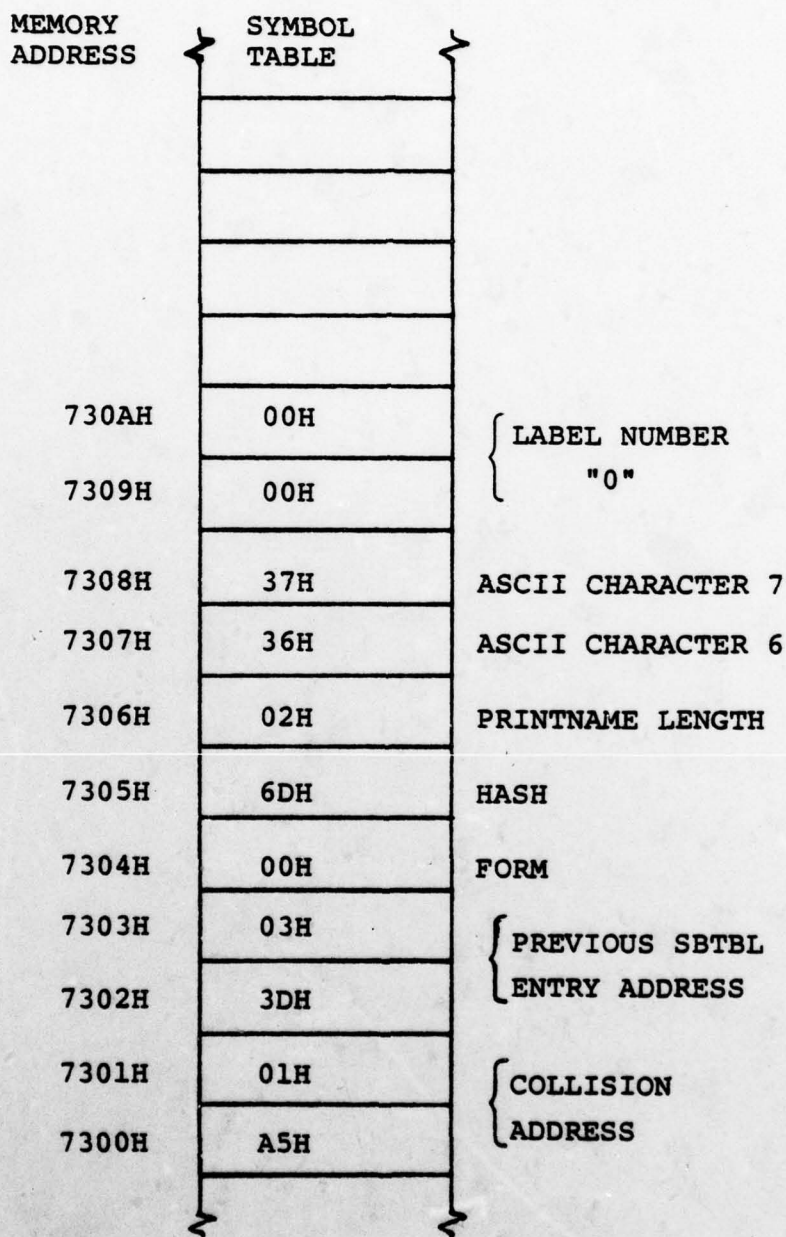 MEMORY ADDRESS
SYMBOL TABLE
730AH 00H LABEL NUMBER
7309H 00H "0"
7308H 37H ASCII CHARACTER 7
7307H 36H ASCII CHARACTER 6
7306H 02H PRINTNAME LENGTH
7305H 6DH HASH
7304H 00H FORM
7303H 03H PREVIOUS SBTBL
7302H 3DH ENTRY ADDRESS
7301H 01H COLLISION
7300H A5H ADDRESS